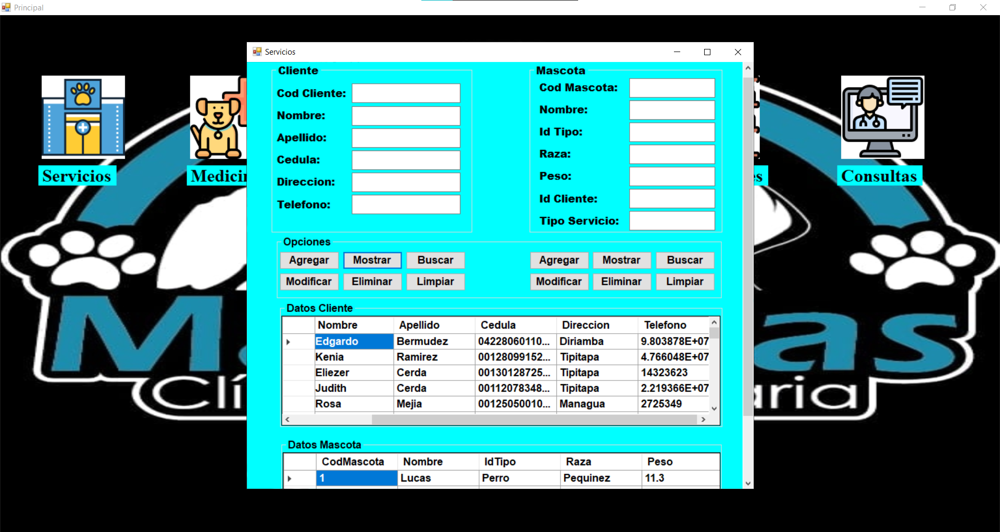 Principal
Servicios
Cliente
Mascota
Cod Cliente:
Nombre:
Apellido:
Cedula:
Direccion:
Telefono:
Cod Mascota:
Nombre:
Id Tipo:
Raza:
Peso:
Id Cliente:
Tipo Servicio:
Opciones
Agregar Mostrar Buscar Agregar Mostrar Buscar
Modificar Eliminar Limpiar Modificar Eliminar Limpiar
Datos Cliente
Nombre Apellido Cedula Direccion Telefono
Edgardo Bermudez 04228060110... Diriamba 9.803878E+07
Kenia Ramirez 00128099152... Tipitapa 4.766048E+07
Eliezer Cerda 00130128725... Tipitapa 14323623
Judith Cerda 00112078348... Tipitapa 2.219366E+07
Rosa Mejia 00125050010... Managua 2725349
Datos Mascota
CodMascota Nombre IdTipo Raza Peso
1 Lucas Perro Pequinez 11.3
Servicios
Medicin
es
Consultas
M as
Clí aria